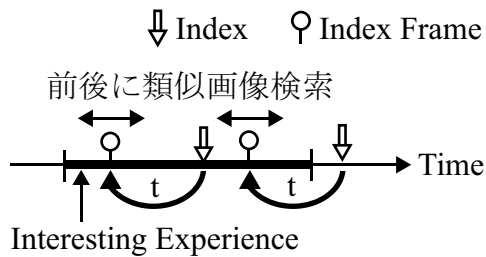 Index Index Frame
前後に類似画像検索
Time
t t
Interesting Experience